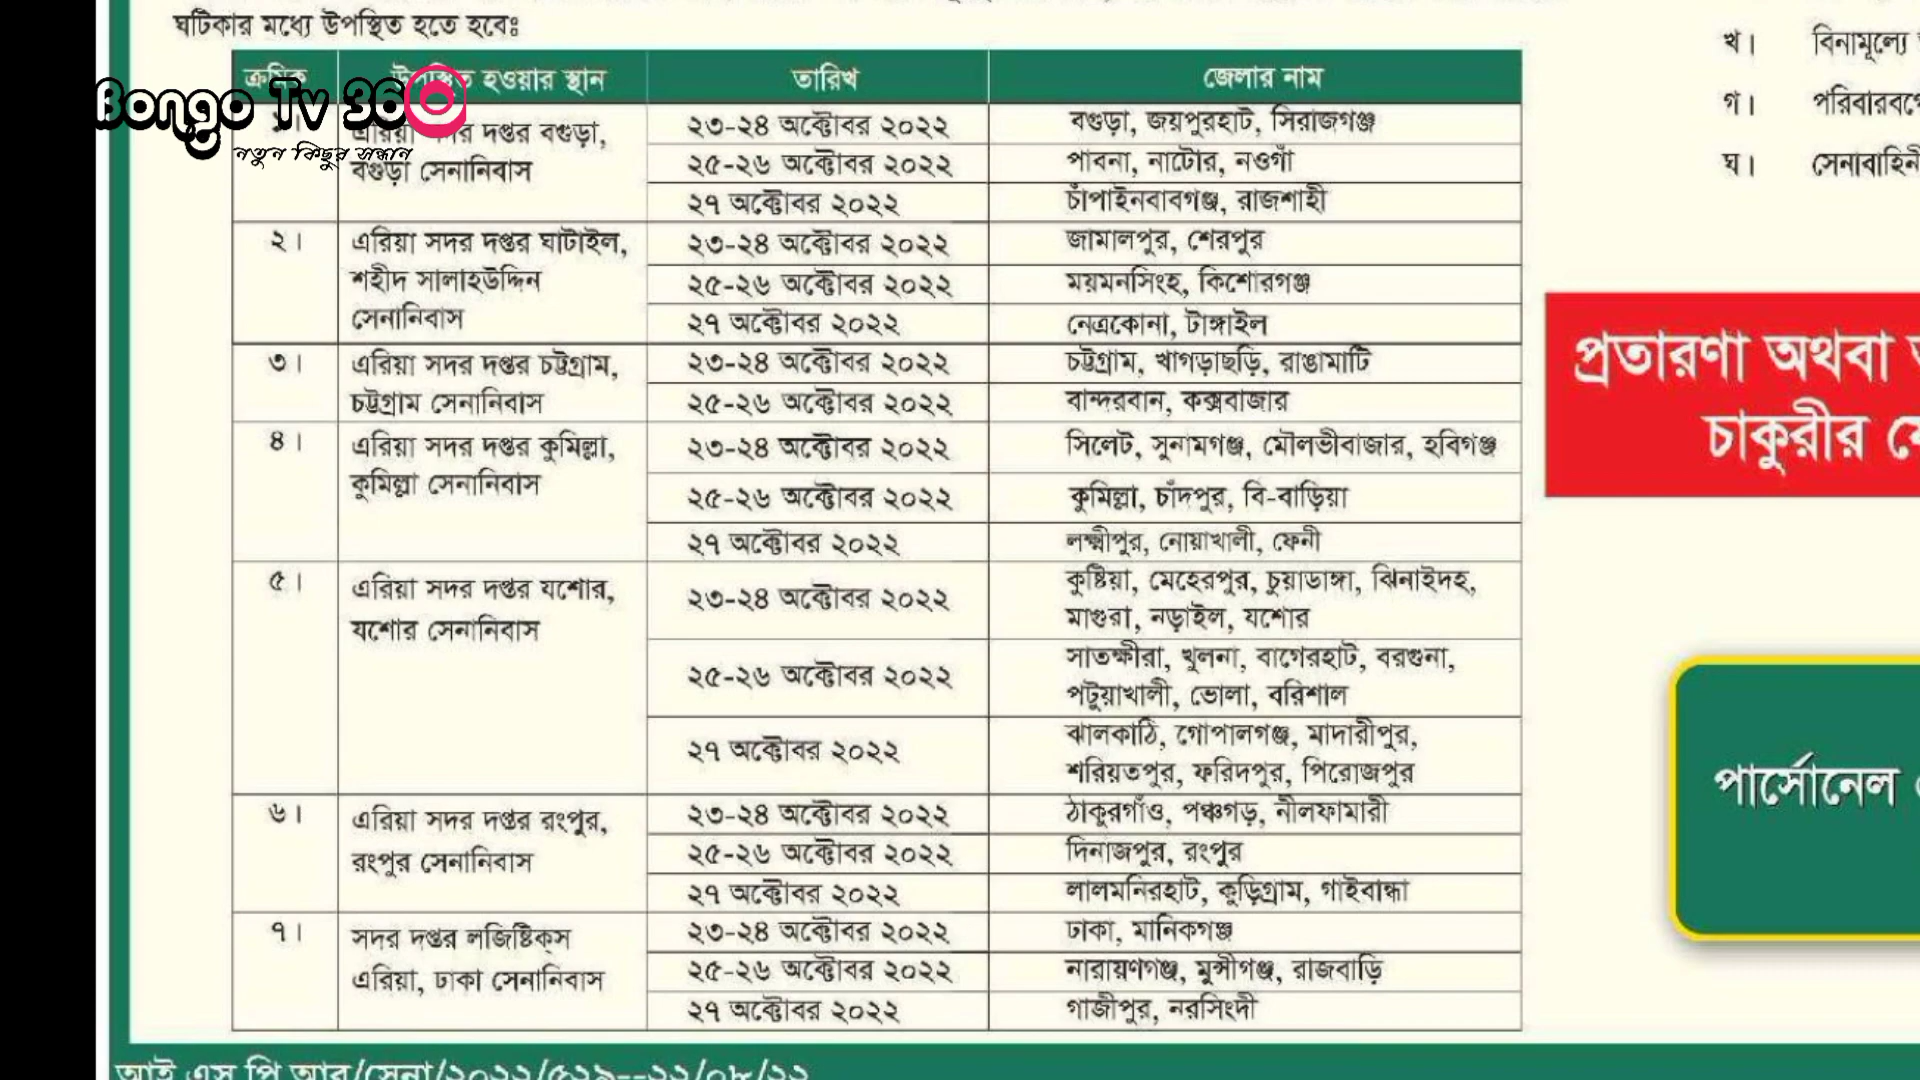 ঘটিকার মধ্যে উপস্থিত হতে হবেঃ
Bongo Tv 360
নতুন কিছুর সন্ধান
ক্রমিক উপস্থিত হওয়ার স্থান তারিখ জেলার নাম
দপ্তর বগুড়া,
বগুড়া সেনানিবাস
২৩-২৪ অক্টোবর ২০২২ বগুড়া, জয়পুরহাট, সিরাজগঞ্জ
২৫-২৬ অক্টোবর ২০২২ পাবনা, নাটোর, নওগাঁ
২৭ অক্টোবর ২০২২ চাঁপাইনবাবগঞ্জ, রাজশাহী
২। এরিয়া সদর দপ্তর ঘাটাইল,
শহীদ সালাহউদ্দিন
সেনানিবাস
২৩-২৪ অক্টোবর ২০২২ জামালপুর, শেরপুর
২৫-২৬ অক্টোবর ২০২২ ময়মনসিংহ, কিশোরগঞ্জ
২৭ অক্টোবর ২০২২ নেত্রকোনা, টাঙ্গাইল
৩। এরিয়া সদর দপ্তর চট্টগ্রাম,
চট্টগ্রাম সেনানিবাস
২৩-২৪ অক্টোবর ২০২২ চট্টগ্রাম, খাগড়াছড়ি, রাঙামাটি
২৫-২৬ অক্টোবর ২০২২ বান্দরবান, কক্সবাজার
৪। এরিয়া সদর দপ্তর কুমিল্লা,
কুমিল্লা সেনানিবাস
২৩-২৪ অক্টোবর ২০২২ সিলেট, সুনামগঞ্জ, মৌলভীবাজার, হবিগঞ্জ
২৫-২৬ অক্টোবর ২০২২ কুমিল্লা, চাঁদপুর, বি-বাড়িয়া
২৭ অক্টোবর ২০২২ লক্ষ্মীপুর, নোয়াখালী, ফেনী
৫। এরিয়া সদর দপ্তর যশোর,
যশোর সেনানিবাস
২৩-২৪ অক্টোবর ২০২২ কুষ্টিয়া, মেহেরপুর, চুয়াডাঙ্গা, ঝিনাইদহ,
মাগুরা, নড়াইল, যশোর
২৫-২৬ অক্টোবর ২০২২ সাতক্ষীরা, খুলনা, বাগেরহাট, বরগুনা,
পটুয়াখালী, ভোলা, বরিশাল
২৭ অক্টোবর ২০২২ ঝালকাঠি, গোপালগঞ্জ, মাদারীপুর,
শরিয়তপুর, ফরিদপুর, পিরোজপুর
৬। এরিয়া সদর দপ্তর রংপুর,
রংপুর সেনানিবাস
২৩-২৪ অক্টোবর ২০২২ ঠাকুরগাঁও, পঞ্চগড়, নীলফামারী
২৫-২৬ অক্টোবর ২০২২ দিনাজপুর, রংপুর
২৭ অক্টোবর ২০২২ লালমনিরহাট, কুড়িগ্রাম, গাইবান্ধা
৭। সদর দপ্তর লজিষ্টিক্স
এরিয়া, ঢাকা সেনানিবাস
২৩-২৪ অক্টোবর ২০২২ ঢাকা, মানিকগঞ্জ
২৫-২৬ অক্টোবর ২০২২ নারায়ণগঞ্জ, মুন্সীগঞ্জ, রাজবাড়ি
২৭ অক্টোবর ২০২২ গাজীপুর, নরসিংদী
খ। বিনামূল্যে
গ।
ঘ।
প্রতারণা অথবা
চাকুরীর
পার্সোনেল
আই এস পি আর/সেনা/২০২২/৫২৯--২২/০৮/২২